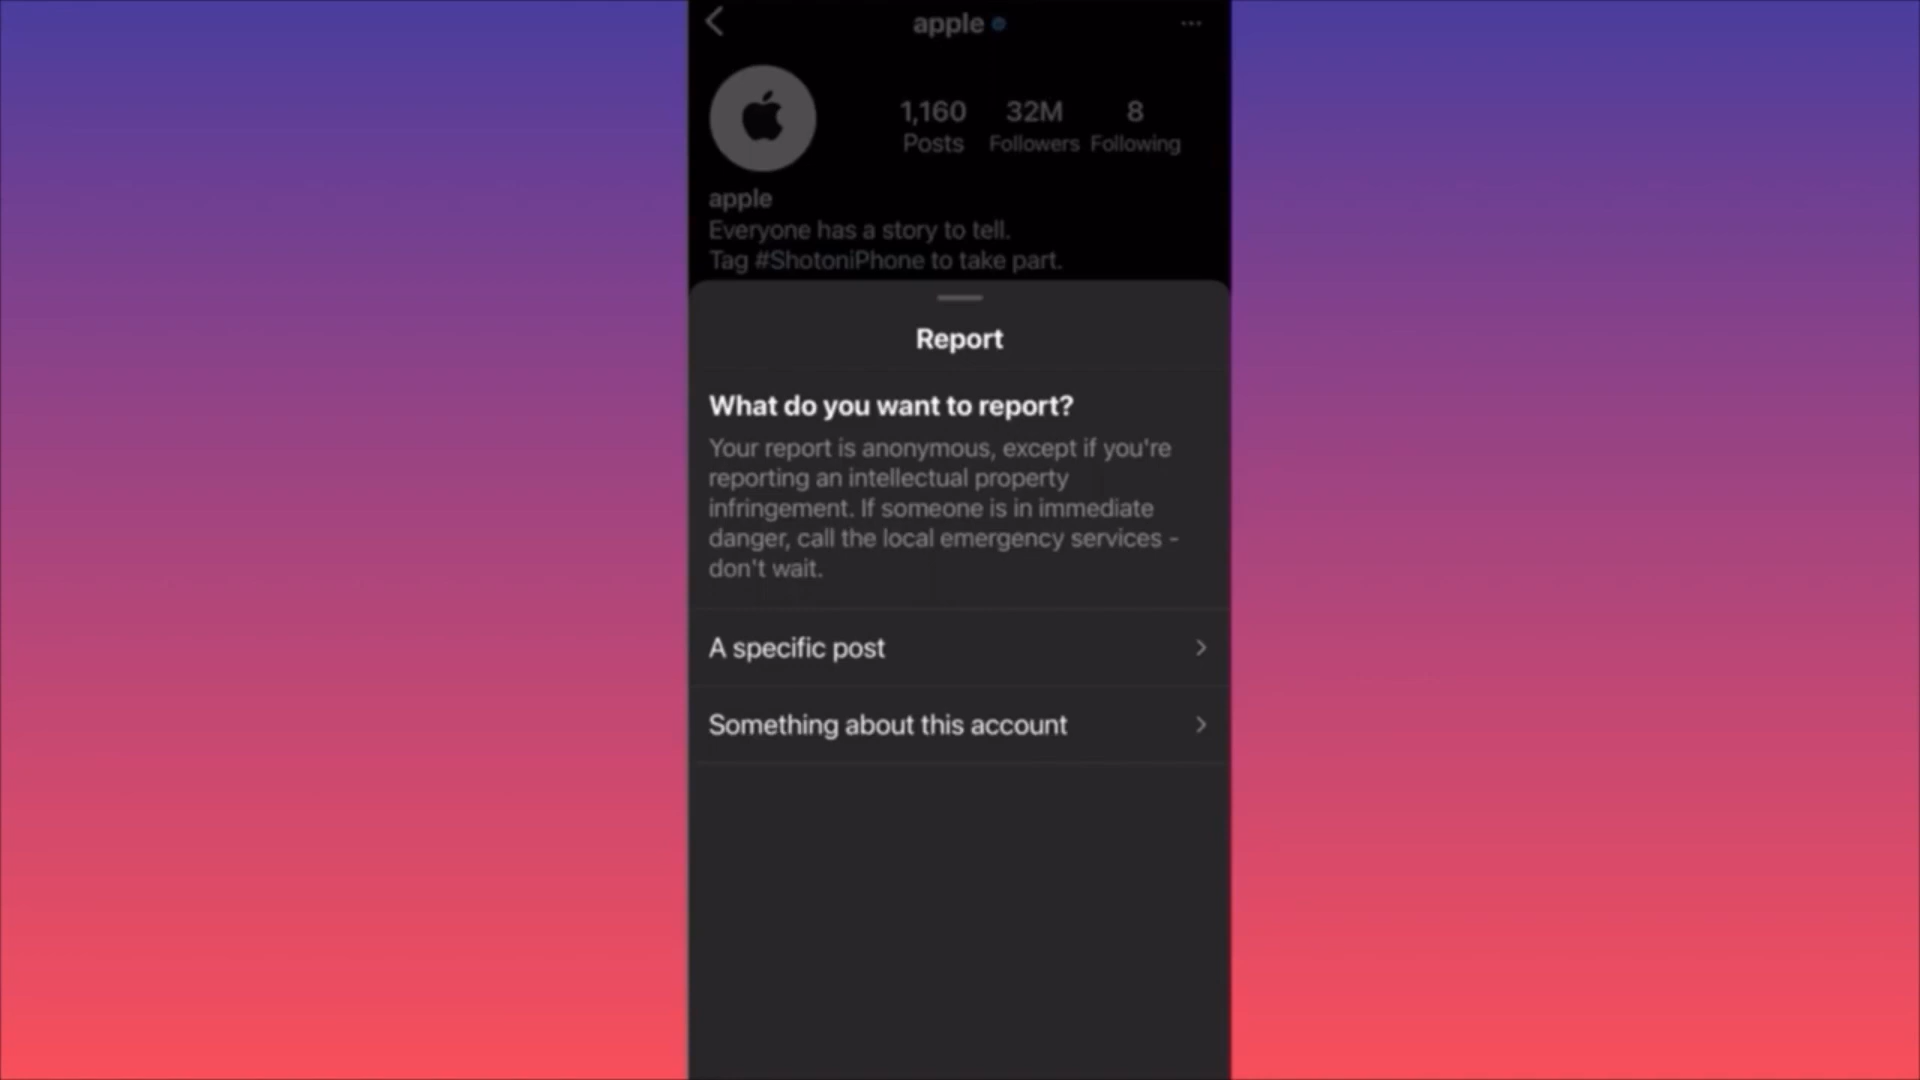 apple
1,160 32M 8
Posts Followers Following
apple
Everyone has a story to tell.
Tag #ShotoniPhone to take part.
Report
What do you want to report?
Your report is anonymous, except if you're
reporting an intellectual property
infringement. If someone is in immediate
danger, call the local emergency services -
don't wait.
A specific post
Something about this account